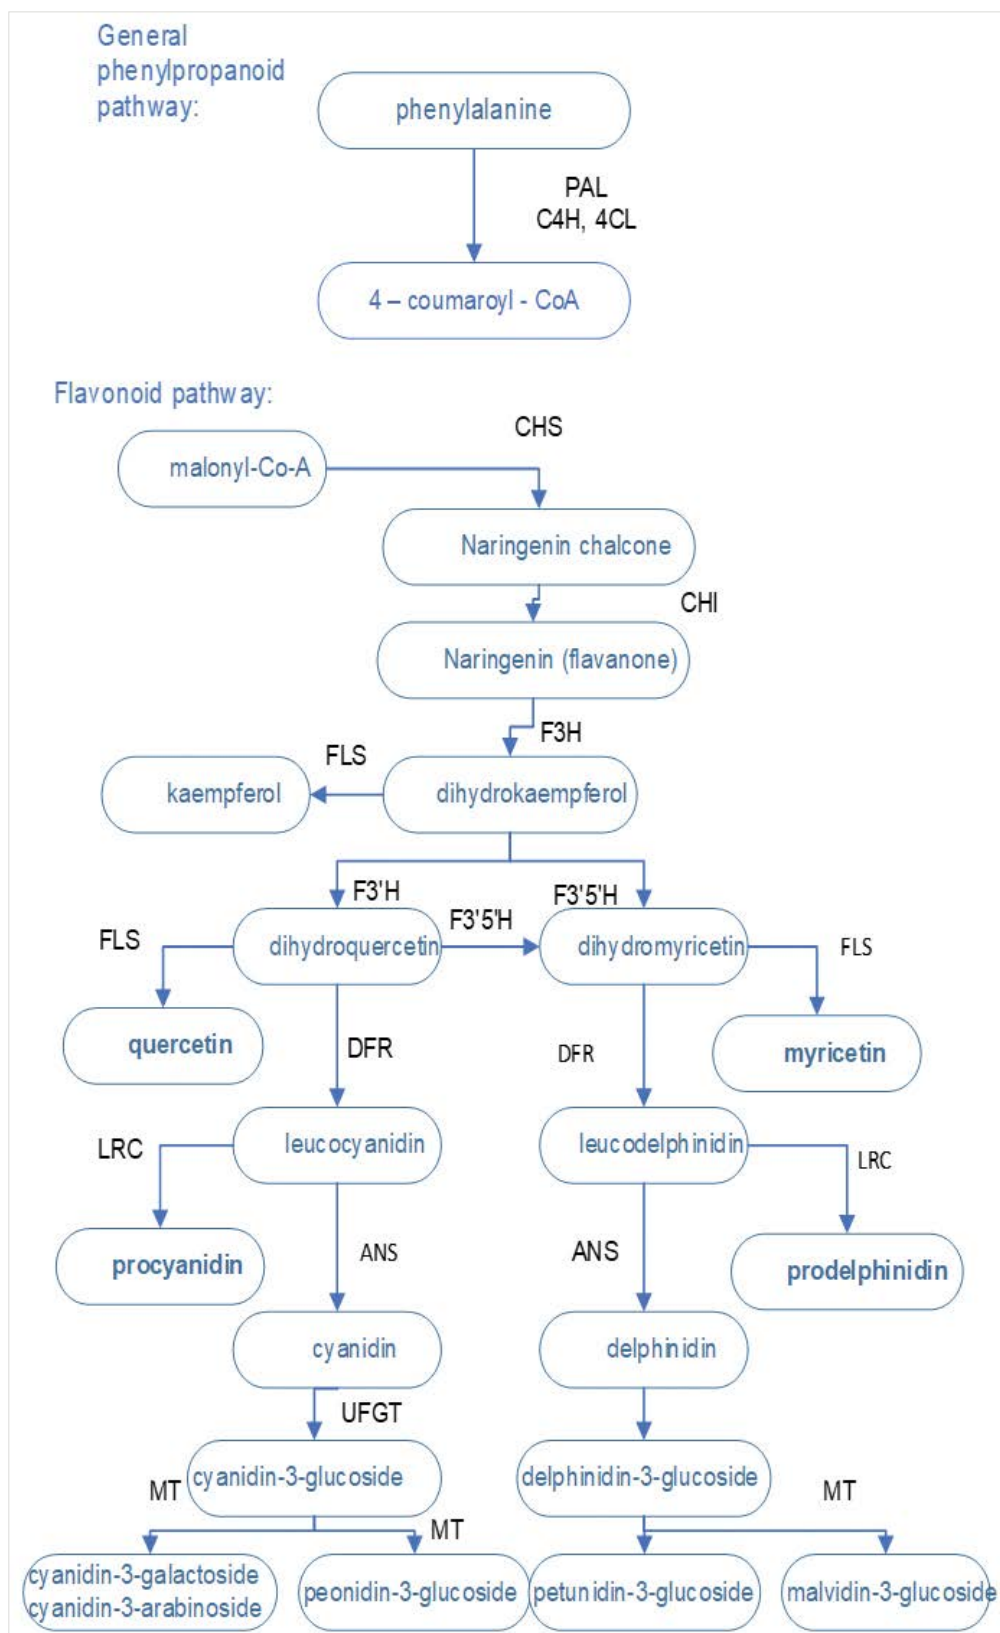 General
phenylpropanoid
pathway:
phenylalanine
PAL
C4H, 4CL
4 – coumaroyl - CoA
Flavonoid pathway:
CHS
malonyl-Co-A
Naringenin chalcone
CHI
Naringenin (flavanone)
F3H
FLS
kaempferol
dihydrokaempferol
F3'H
F3'5'H
F3'5'H
FLS
dihydroquercetin
dihydromyricetin
FLS
quercetin
DFR
DFR
myricetin
LRC
leucocyanidin
leucodelphinidin
LRC
procyanidin
ANS
ANS
prodelphinidin
cyanidin
delphinidin
UFGT
cyanidin-3-glucoside
delphinidin-3-glucoside
MT
MT
MT
cyanidin-3-galactoside
cyanidin-3-arabinoside
peonidin-3-glucoside
petunidin-3-glucoside
malvidin-3-glucoside